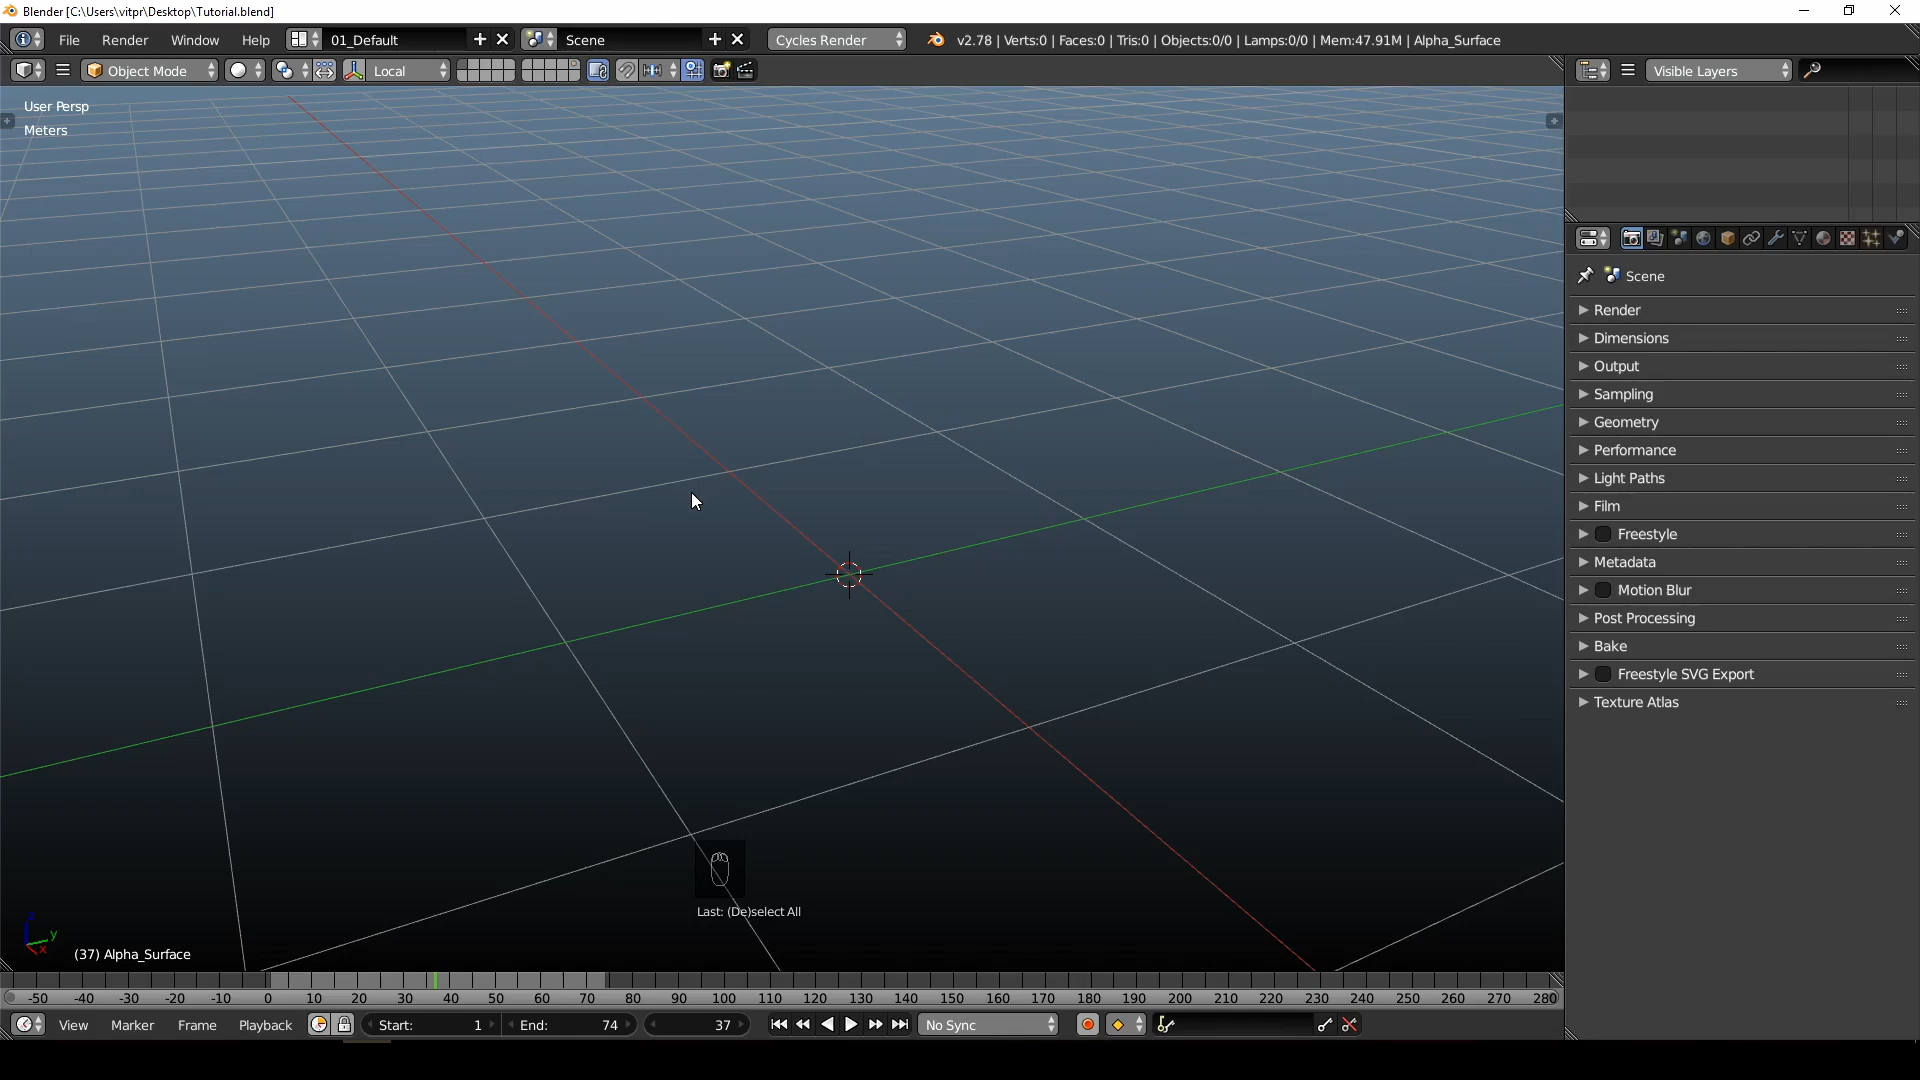 Blender [C:\Users\vitpr\Desktop\Tutorial.blend]
File Render Window Help 01_Default Scene Cycles Render v2.78 | Verts:0 | Faces:0 | Tris:0 | Objects:0/0 | Lamps:0/0 | Mem:47.91M | Alpha_Surface
Object Mode Local Visible Layers
User Persp
Meters
Scene
Render
Dimensions
Output
Sampling
Geometry
Performance
Light Paths
Film
Freestyle
Metadata
Motion Blur
Post Processing
Bake
Freestyle SVG Export
Texture Atlas
Last: (De)select All
z
y
x
(37) Alpha_Surface
-50 -40 -30 -20 -10 0 10 20 30 40 50 60 70 80 90 100 110 120 130 140 150 160 170 180 190 200 210 220 230 240 250 260 270 280
View Marker Frame Playback Start: 1 End: 74 37 No Sync